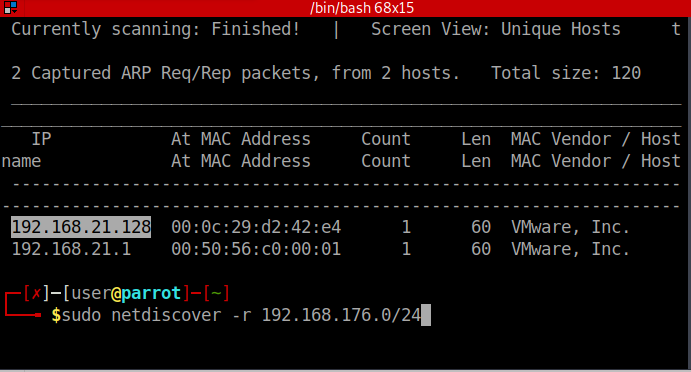 /bin/bash 68x15
Currently scanning: Finished!   |   Screen View: Unique Hosts     t
2 Captured ARP Req/Rep packets, from 2 hosts.   Total size: 120
_____________________________________________________________________
_____________________________________________________________________
IP            At MAC Address     Count     Len  MAC Vendor / Host
name             At MAC Address     Count     Len  MAC Vendor / Host
-------------------------------------------------------------------
--------------------------------------------------------------------
192.168.21.128  00:0c:29:d2:42:e4      1      60  VMware, Inc.
192.168.21.1    00:50:56:c0:00:01      1      60  VMware, Inc.
┌─[✗]─[user@parrot]─[~]
└──╼ $sudo netdiscover -r 192.168.176.0/24